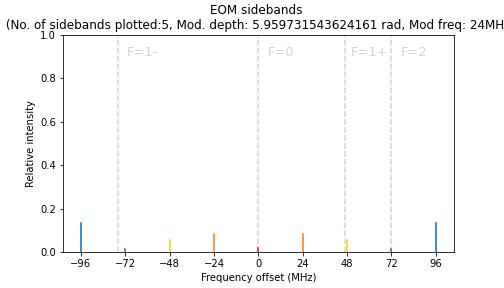 EOM sidebands
(No. of sidebands plotted:5, Mod. depth: 5.959731543624161 rad, Mod freq: 24MH
1.0
F=1- F=0 F=1+ F=2
0.8
0.6
0.4
0.2
0.0
Relative intensity
−96 −72 −48 −24 0 24 48 72 96
Frequency offset (MHz)